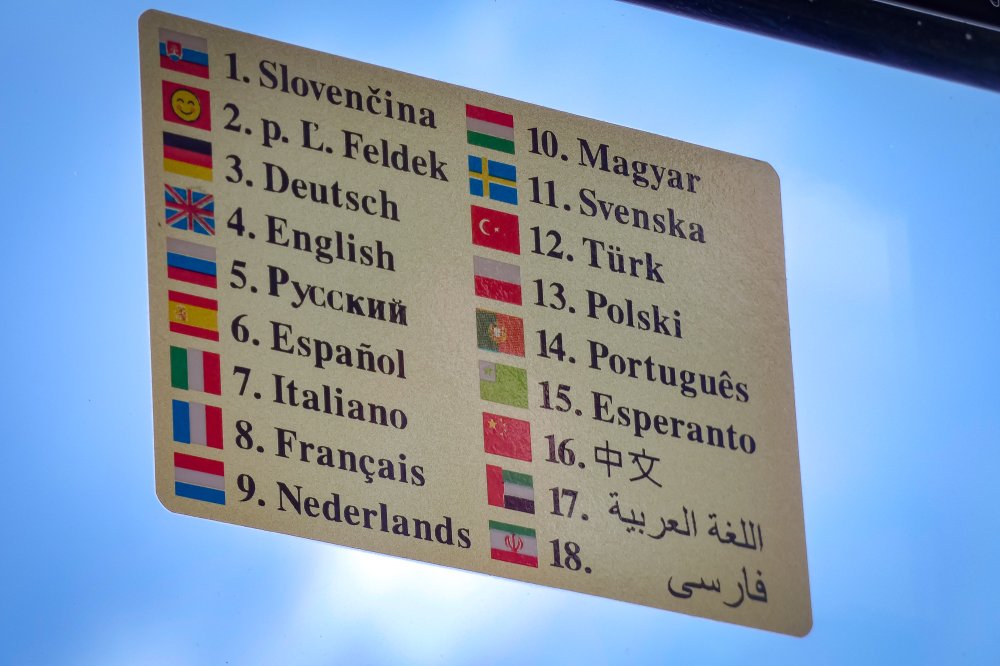 1. Slovenčina
2. p. Ľ. Feldek
3. Deutsch
4. English
5. Русский
6. Español
7. Italiano
8. Français
9. Nederlands
10. Magyar
11. Svenska
12. Türk
13. Polski
14. Português
15. Esperanto
16. 中文
17. اللغة العربية
18. فارسی